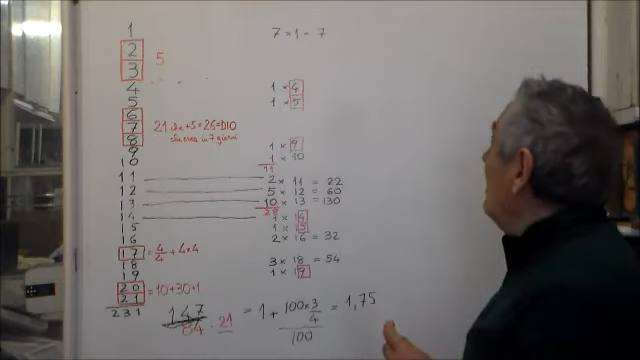 1
7 × 1 = 7
2
3
5
4
1 × 4
5
1 × 5
6
7
21
+5=26=DIO
8
in 7 giorni
9
1 × 9
10
1 × 10
11
11
2 × 11 = 22
12
5 × 12 = 60
13
10 × 13 = 130
28
14
1 × 14
15
1 × 15
16
2 × 16 = 32
17 = 4/4 + 4×4
18
3 × 18 = 54
19
1 × 19
20
= 10+30+1
21
231
147
84 · 21
= 1 + 100×3/4 / 100 = 1,75